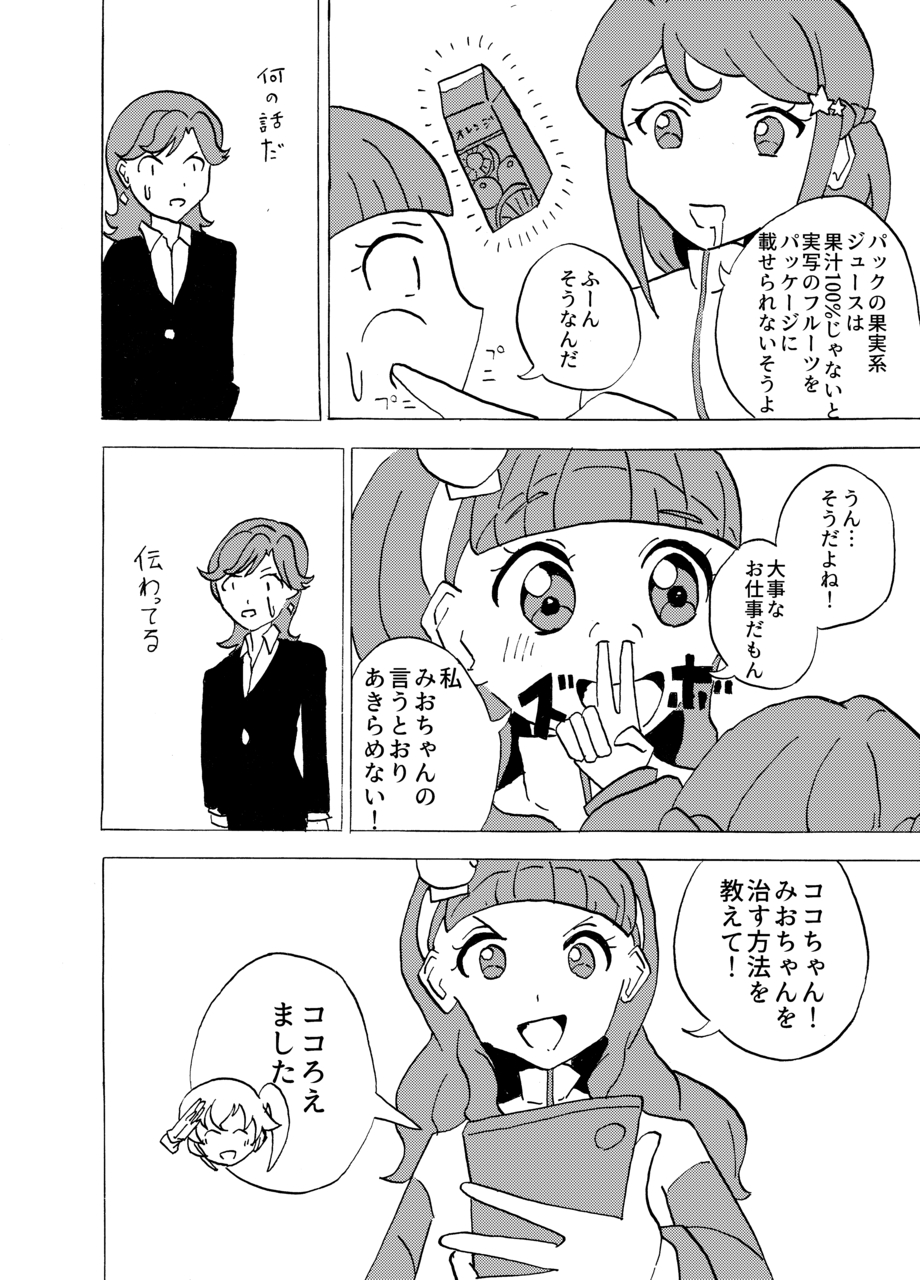 パックの果実系
ジュースは
果汁100%じゃないと
実写のフルーツを
パッケージに
載せられないそうよ
オレンジ
ふーん
そうなんだ
プニ
プニ
何の話だ
うん…
そうだよね！
大事な
お仕事だもん
ズボ"
私
みおちゃんの
言うとおり
あきらめない！
伝わってる
ココちゃん！
みおちゃんを
治す方法を
教えて！
ココろえ
ました